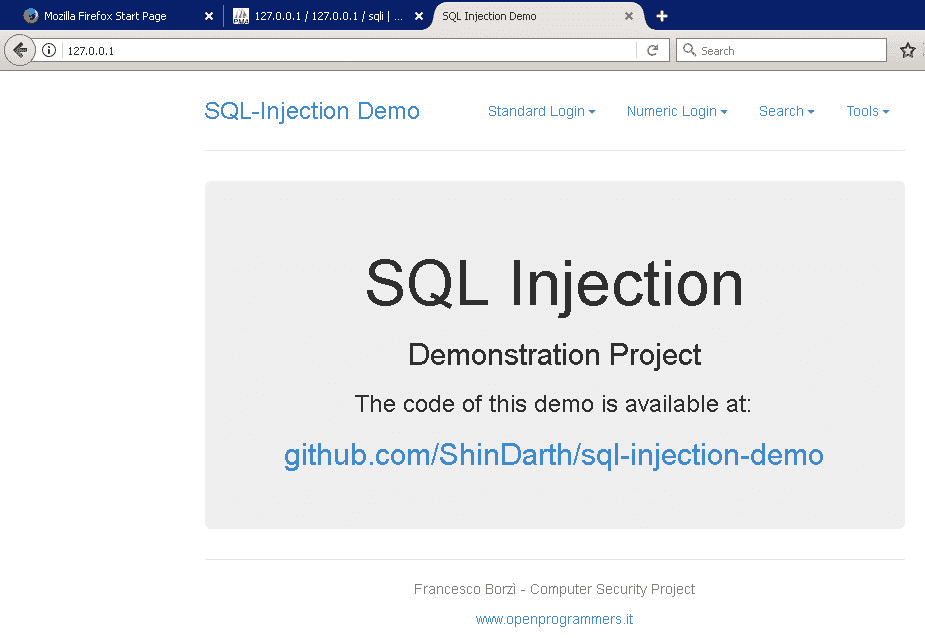 Mozilla Firefox Start Page
127.0.0.1 / 127.0.0.1 / sqli | ...
SQL Injection Demo
127.0.0.1
Search
SQL-Injection Demo
Standard Login
Numeric Login
Search
Tools
SQL Injection
Demonstration Project
The code of this demo is available at:
github.com/ShinDarth/sql-injection-demo
Francesco Borzì - Computer Security Project
www.openprogrammers.it